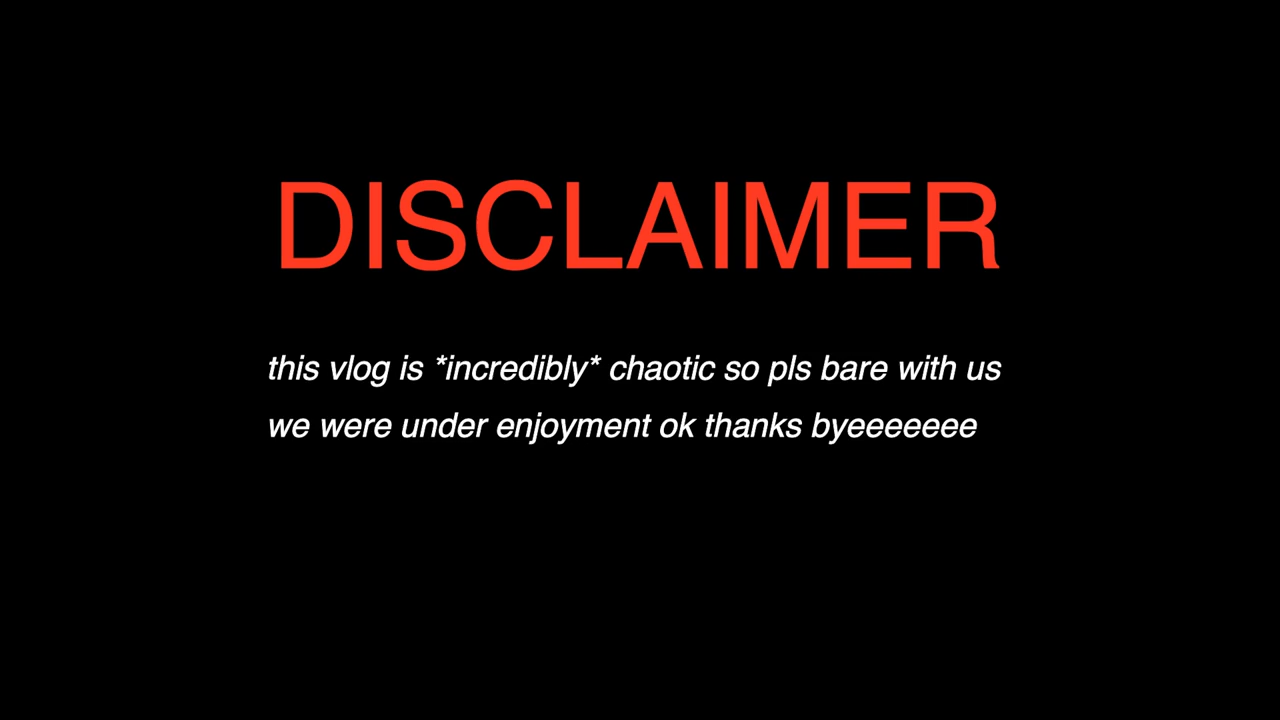 DISCLAIMER
this vlog is *incredibly* chaotic so pls bare with us
we were under enjoyment ok thanks byeeeeeee